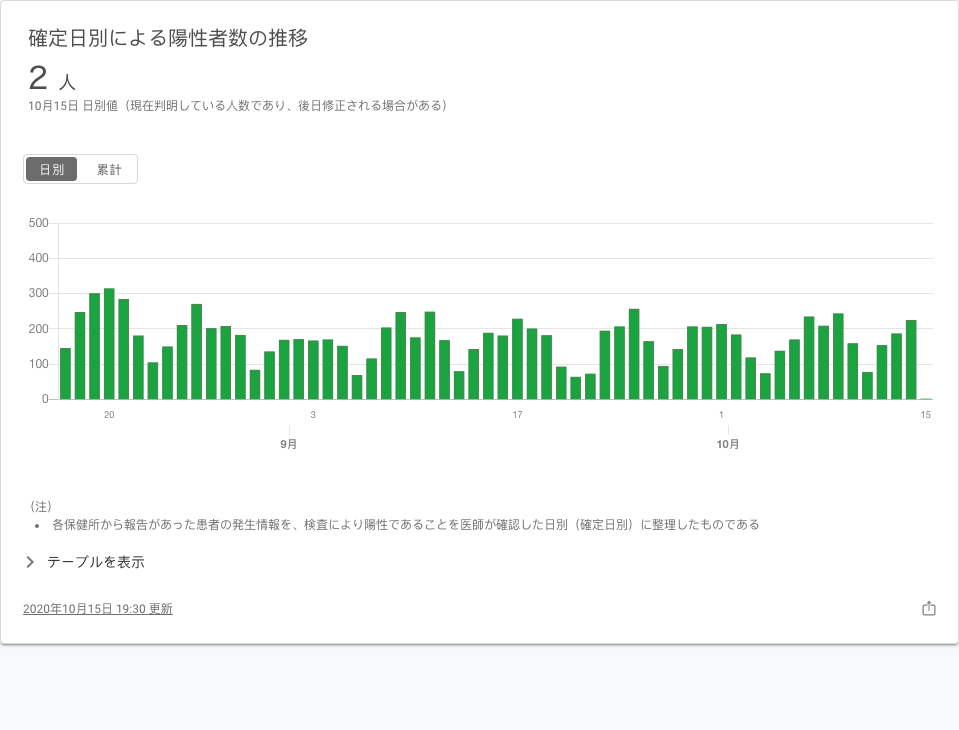 確定日別による陽性者数の推移
2 人
10月15日 日別値（現在判明している人数であり、後日修正される場合がある）
日別 累計
500
400
300
200
100
0
20 3 17 1 15
9月 10月
（注）
• 各保健所から報告があった患者の発生情報を、検査により陽性であることを医師が確認した日別（確定日別）に整理したものである
テーブルを表示
2020年10月15日 19:30 更新